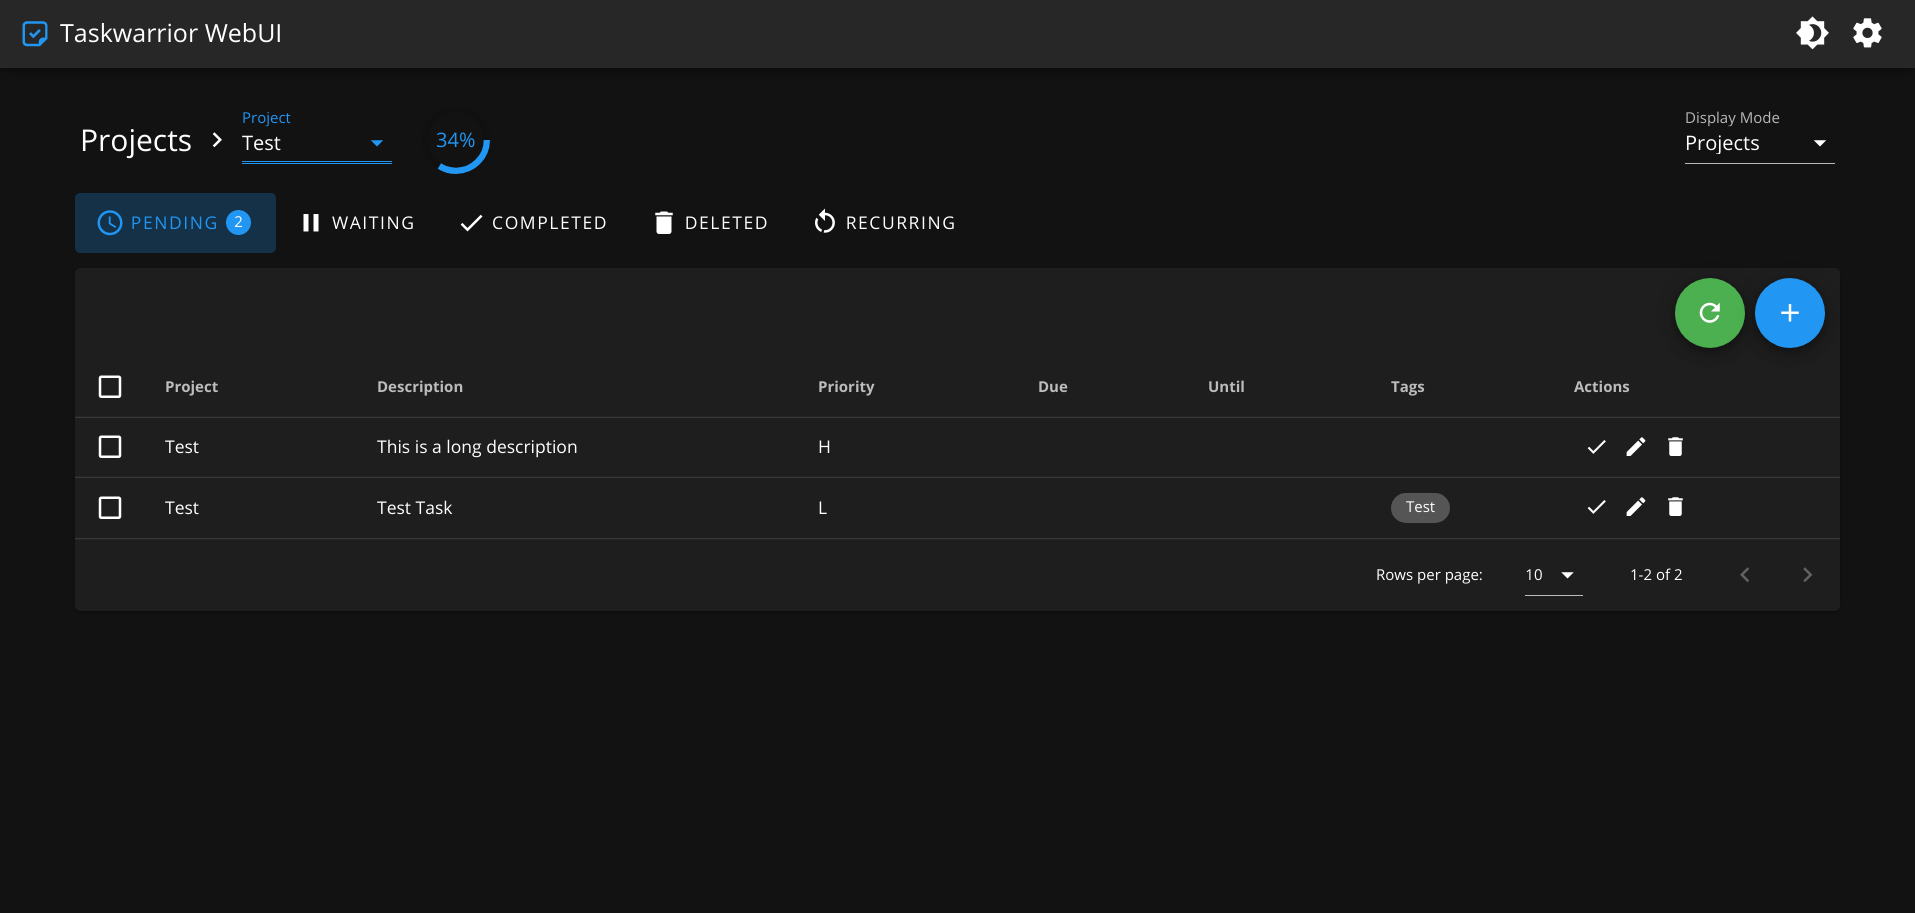 Taskwarrior WebUI
Projects
Project
Test
34%
Display Mode
Projects
PENDING 2 WAITING COMPLETED DELETED RECURRING
Project Description Priority Due Until Tags Actions
Test This is a long description H
Test Test Task L Test
Rows per page: 10 1-2 of 2